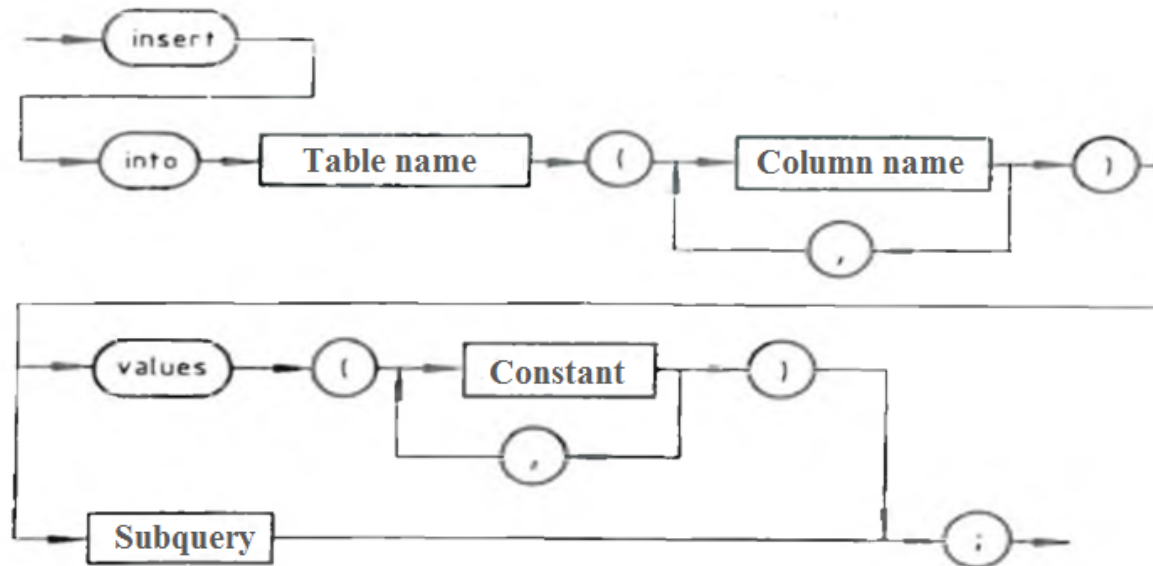 insert
into Table name ( Column name )
,
values ( Constant )
,
Subquery ;